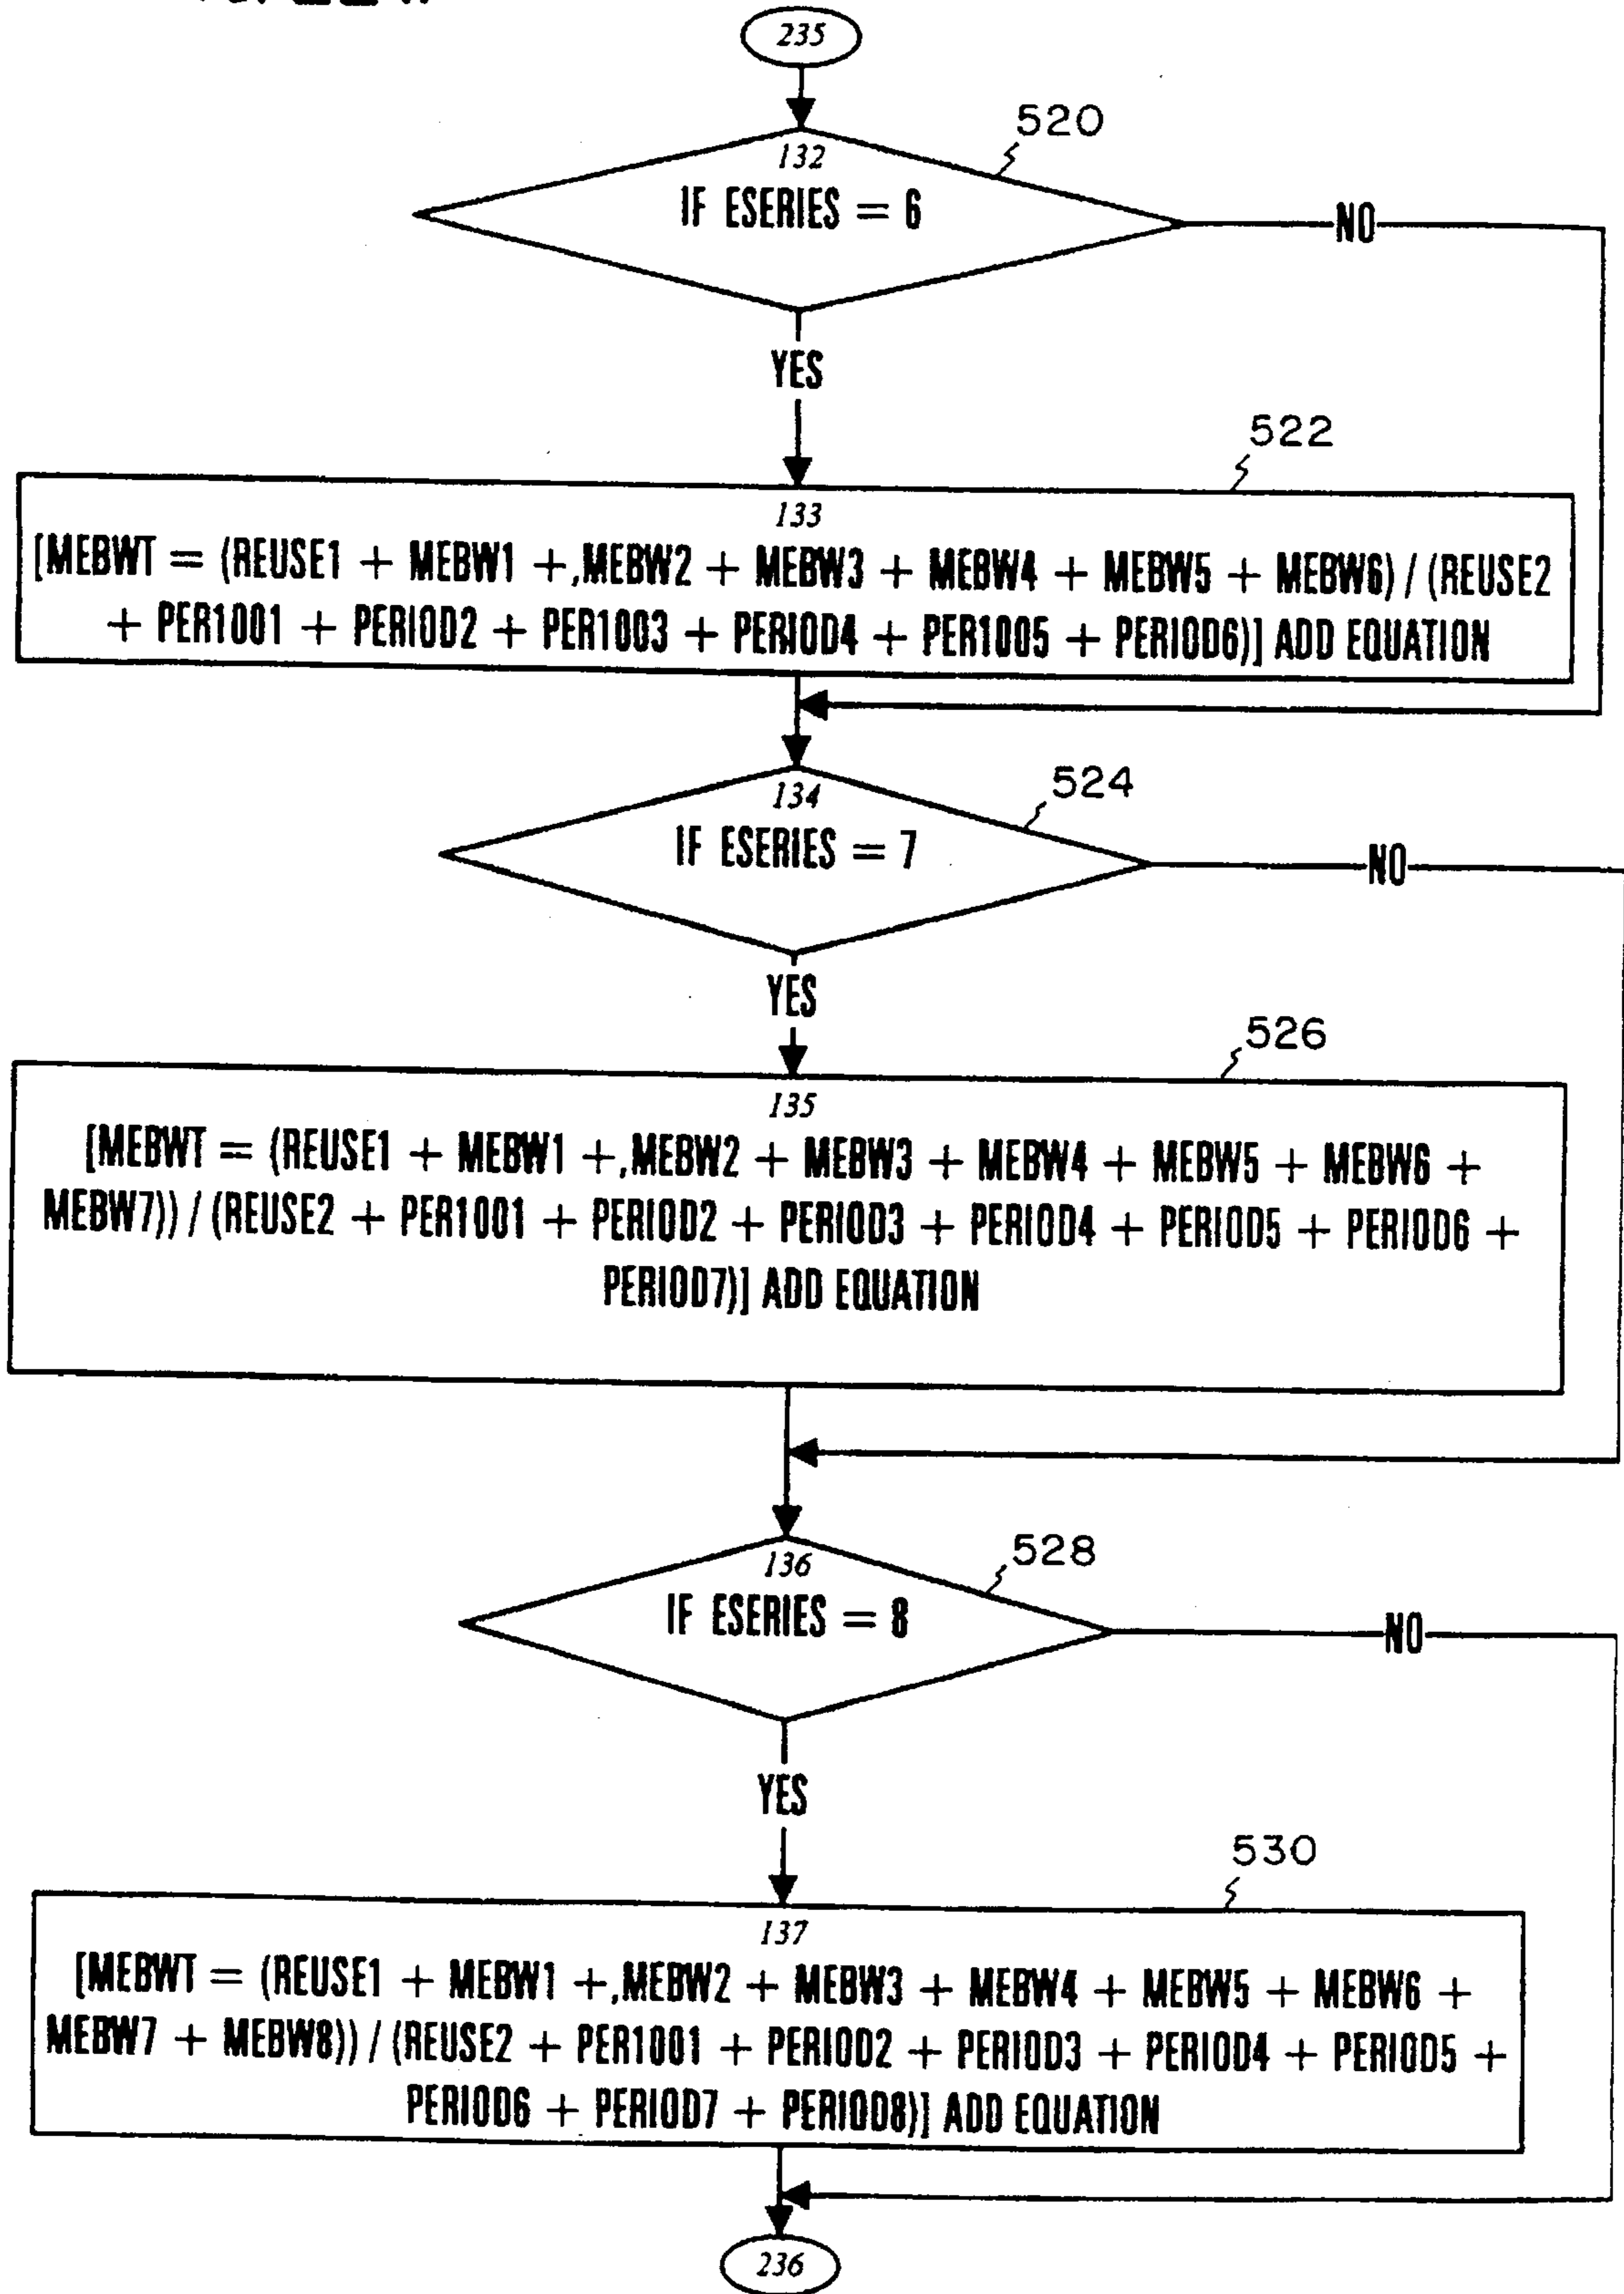 235
520
132
IF ESERIES = 6
NO
YES
522
133
[MEBWT = (REUSE1 + MEBW1 +,MEBW2 + MEBW3 + MEBW4 + MEBW5 + MEBW6) / (REUSE2
+ PER1001 + PERIOD2 + PER1003 + PERIOD4 + PER1005 + PERIOD6)] ADD EQUATION
524
134
IF ESERIES = 7
NO
YES
526
135
[MEBWT = (REUSE1 + MEBW1 +,MEBW2 + MEBW3 + MEBW4 + MEBW5 + MEBW6 +
MEBW7)) / (REUSE2 + PER1001 + PERIOD2 + PERIOD3 + PERIOD4 + PERIOD5 + PERIOD6 +
PERIOD7)] ADD EQUATION
528
136
IF ESERIES = 8
NO
YES
530
137
[MEBWT = (REUSE1 + MEBW1 +,MEBW2 + MEBW3 + MEBW4 + MEBW5 + MEBW6 +
MEBW7 + MEBW8)) / (REUSE2 + PER1001 + PERIOD2 + PERIOD3 + PERIOD4 + PERIOD5 +
PERIOD6 + PERIOD7 + PERIOD8)] ADD EQUATION
236